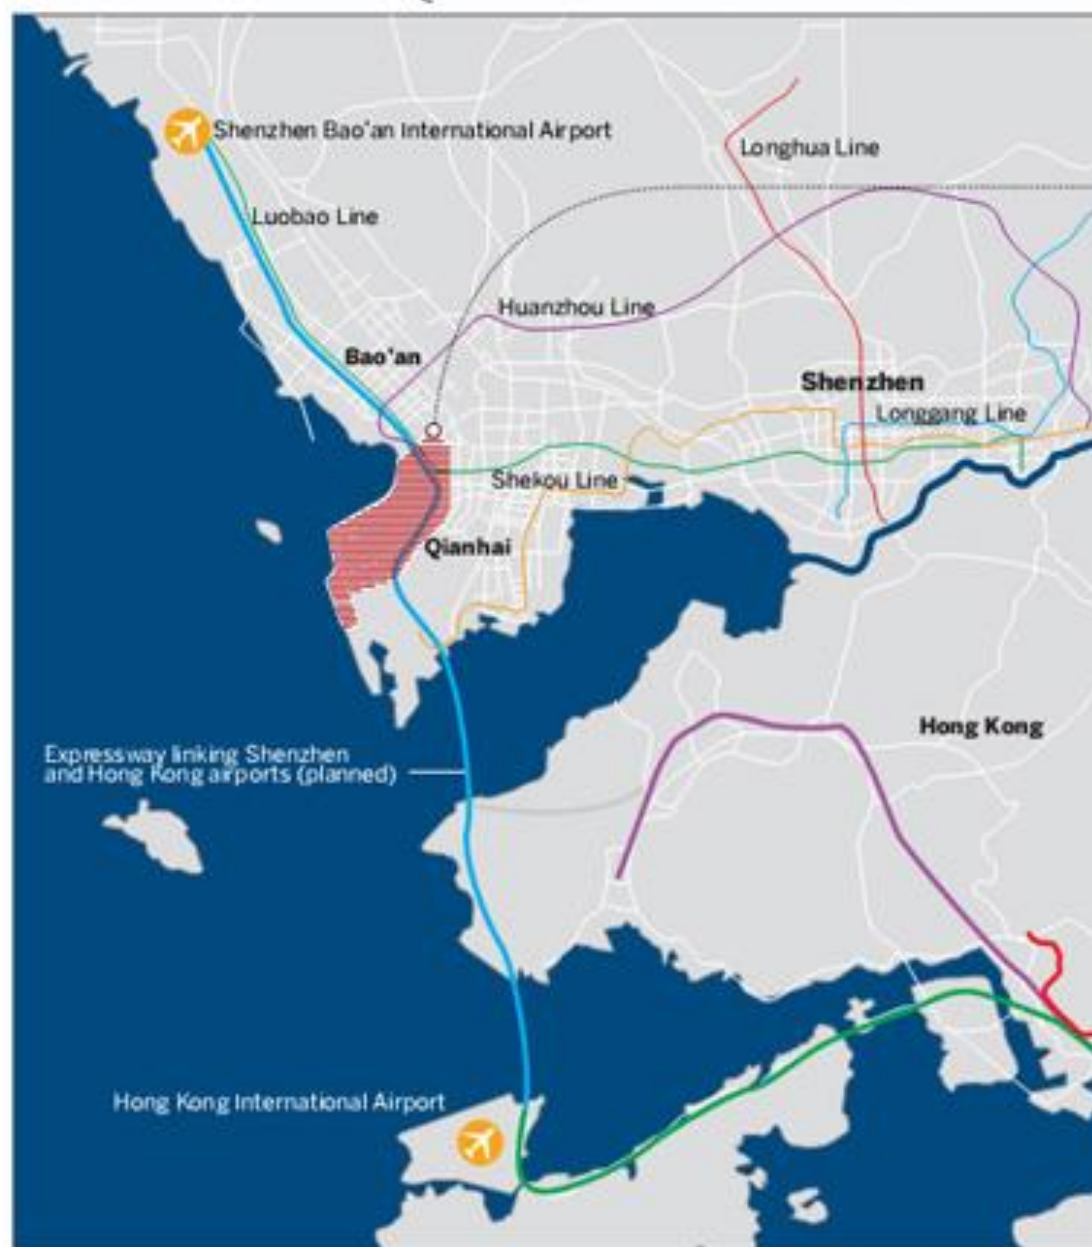 Shenzhen Bao'an International Airport
Longhua Line
Luobao Line
Huanzhou Line
Bao'an
Shenzhen
Longgang Line
Shekou Line
Qianhai
Hong Kong
Expressway linking Shenzhen
and Hong Kong airports (planned)
Hong Kong International Airport